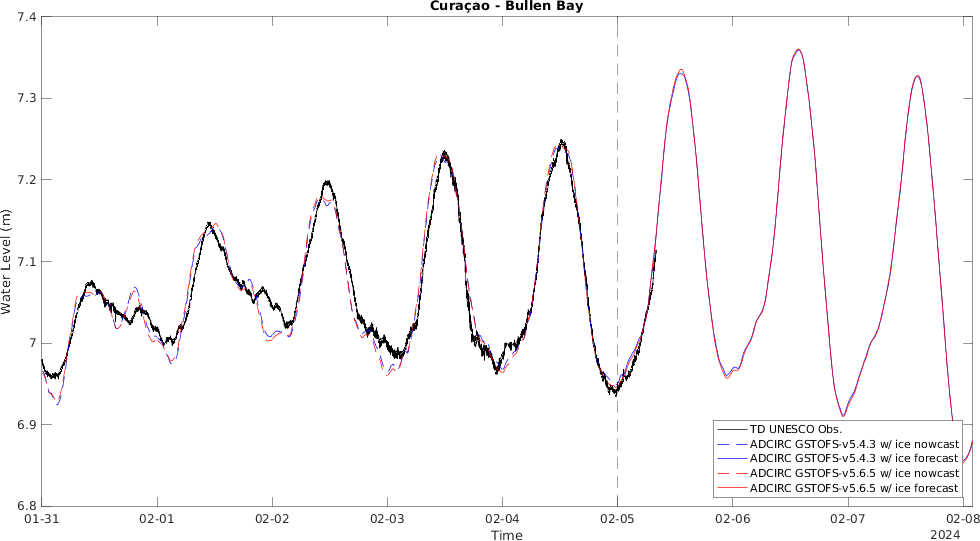 Curaçao - Bullen Bay
7.4
7.3
7.2
7.1
7
6.9
6.8
Water Level (m)
TD UNESCO Obs.
ADCIRC GSTOFS-v5.4.3 w/ ice nowcast
ADCIRC GSTOFS-v5.4.3 w/ ice forecast
ADCIRC GSTOFS-v5.6.5 w/ ice nowcast
ADCIRC GSTOFS-v5.6.5 w/ ice forecast
01-31 02-01 02-02 02-03 02-04 02-05 02-06 02-07 02-08
Time
2024